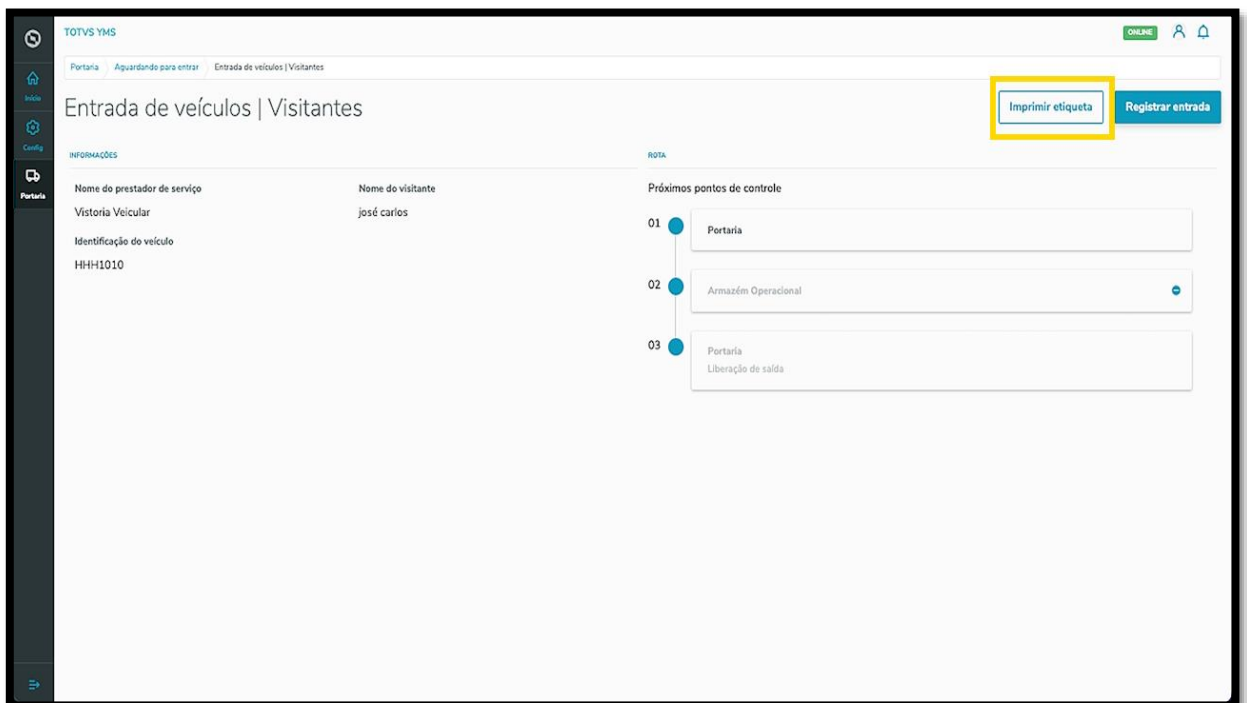 TOTVS YMS
ONLINE
Início
Config
Portaria
Portaria Aguardando para entrar Entrada de veículos | Visitantes
Entrada de veículos | Visitantes
Imprimir etiqueta
Registrar entrada
INFORMAÇÕES
Nome do prestador de serviço
Nome do visitante
Vistoria Veicular
josé carlos
Identificação do veículo
HHH1010
ROTA
Próximos pontos de controle
01
Portaria
02
Armazém Operacional
03
Portaria
Liberação de saída